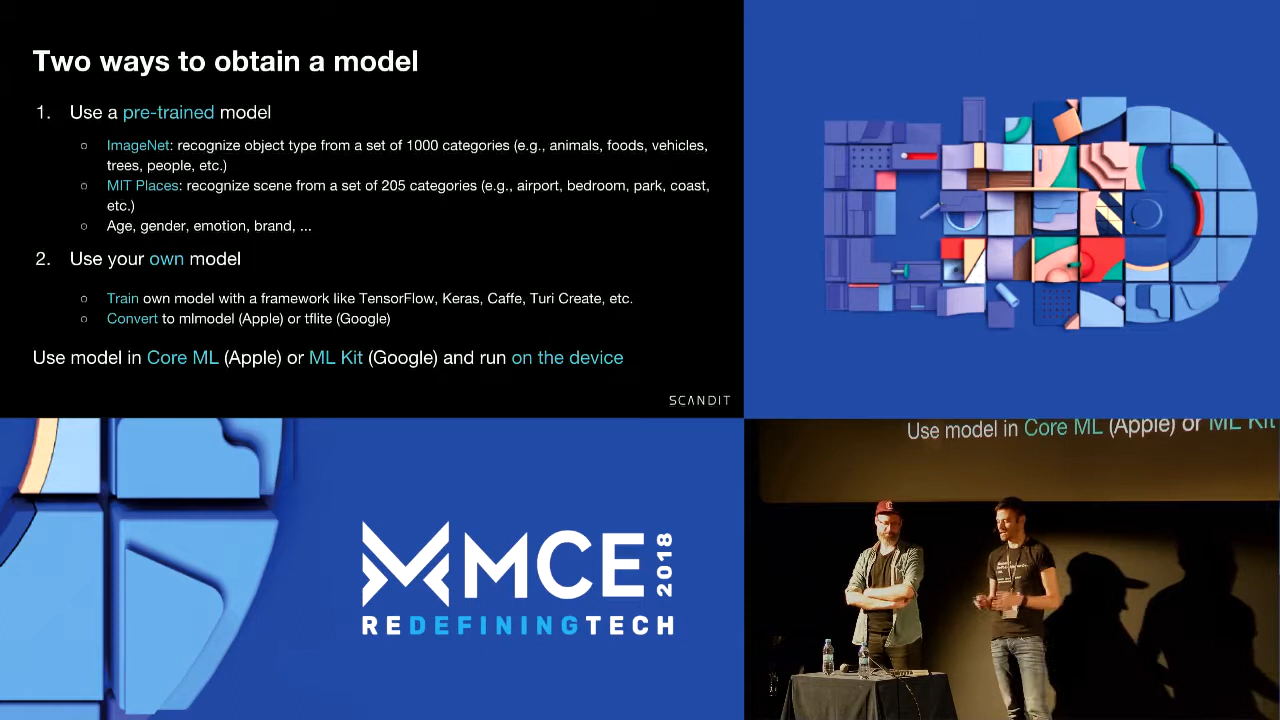 Two ways to obtain a model
1. Use a pre-trained model
○ ImageNet: recognize object type from a set of 1000 categories (e.g., animals, foods, vehicles,
trees, people, etc.)
○ MIT Places: recognize scene from a set of 205 categories (e.g., airport, bedroom, park, coast,
etc.)
○ Age, gender, emotion, brand, ...
2. Use your own model
○ Train own model with a framework like TensorFlow, Keras, Caffe, Turi Create, etc.
○ Convert to mlmodel (Apple) or tflite (Google)
Use model in Core ML (Apple) or ML Kit (Google) and run on the device
SCANDIT
MCE 2018
REDEFININGTECH
Use model in Core ML (Apple) or ML Kit